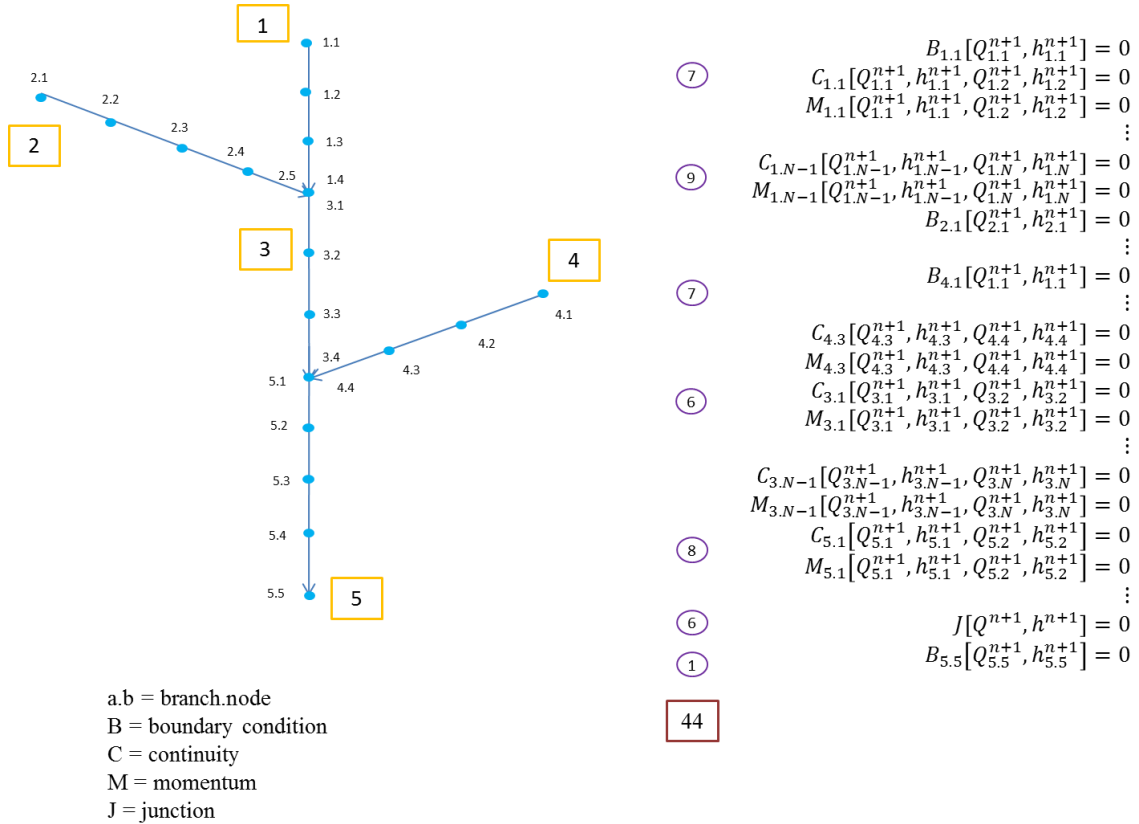 1
1.1
2.1
1.2
2.2
2.3
1.3
2
2.4
2.5
1.4
3.1
3
3.2
4
3.3
4.1
4.2
3.4
4.3
5.1
4.4
5.2
5.3
5.4
5.5
5
a.b = branch.node
B = boundary condition
C = continuity
M = momentum
J = junction
7
9
7
6
8
6
1
44
B_{1.1}[Q_{1.1}^{n+1}, h_{1.1}^{n+1}] = 0
C_{1.1}[Q_{1.1}^{n+1}, h_{1.1}^{n+1}, Q_{1.2}^{n+1}, h_{1.2}^{n+1}] = 0
M_{1.1}[Q_{1.1}^{n+1}, h_{1.1}^{n+1}, Q_{1.2}^{n+1}, h_{1.2}^{n+1}] = 0
⋮
C_{1.N−1}[Q_{1.N−1}^{n+1}, h_{1.N−1}^{n+1}, Q_{1.N}^{n+1}, h_{1.N}^{n+1}] = 0
M_{1.N−1}[Q_{1.N−1}^{n+1}, h_{1.N−1}^{n+1}, Q_{1.N}^{n+1}, h_{1.N}^{n+1}] = 0
B_{2.1}[Q_{2.1}^{n+1}, h_{2.1}^{n+1}] = 0
⋮
B_{4.1}[Q_{1.1}^{n+1}, h_{1.1}^{n+1}] = 0
⋮
C_{4.3}[Q_{4.3}^{n+1}, h_{4.3}^{n+1}, Q_{4.4}^{n+1}, h_{4.4}^{n+1}] = 0
M_{4.3}[Q_{4.3}^{n+1}, h_{4.3}^{n+1}, Q_{4.4}^{n+1}, h_{4.4}^{n+1}] = 0
C_{3.1}[Q_{3.1}^{n+1}, h_{3.1}^{n+1}, Q_{3.2}^{n+1}, h_{3.2}^{n+1}] = 0
M_{3.1}[Q_{3.1}^{n+1}, h_{3.1}^{n+1}, Q_{3.2}^{n+1}, h_{3.2}^{n+1}] = 0
⋮
C_{3.N−1}[Q_{3.N−1}^{n+1}, h_{3.N−1}^{n+1}, Q_{3.N}^{n+1}, h_{3.N}^{n+1}] = 0
M_{3.N−1}[Q_{3.N−1}^{n+1}, h_{3.N−1}^{n+1}, Q_{3.N}^{n+1}, h_{3.N}^{n+1}] = 0
C_{5.1}[Q_{5.1}^{n+1}, h_{5.1}^{n+1}, Q_{5.2}^{n+1}, h_{5.2}^{n+1}] = 0
M_{5.1}[Q_{5.1}^{n+1}, h_{5.1}^{n+1}, Q_{5.2}^{n+1}, h_{5.2}^{n+1}] = 0
⋮
J[Q^{n+1}, h^{n+1}] = 0
B_{5.5}[Q_{5.5}^{n+1}, h_{5.5}^{n+1}] = 0